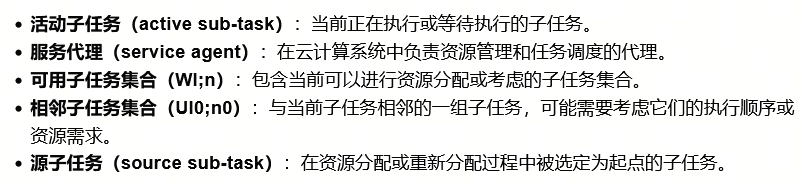 • 活动子任务（active sub-task）：当前正在执行或等待执行的子任务。
• 服务代理（service agent）：在云计算系统中负责资源管理和任务调度的代理。
• 可用子任务集合（Wl;n）：包含当前可以进行资源分配或考虑的子任务集合。
• 相邻子任务集合（Ul0;n0）：与当前子任务相邻的一组子任务，可能需要考虑它们的执行顺序或
资源需求。
• 源子任务（source sub-task）：在资源分配或重新分配过程中被选定为起点的子任务。